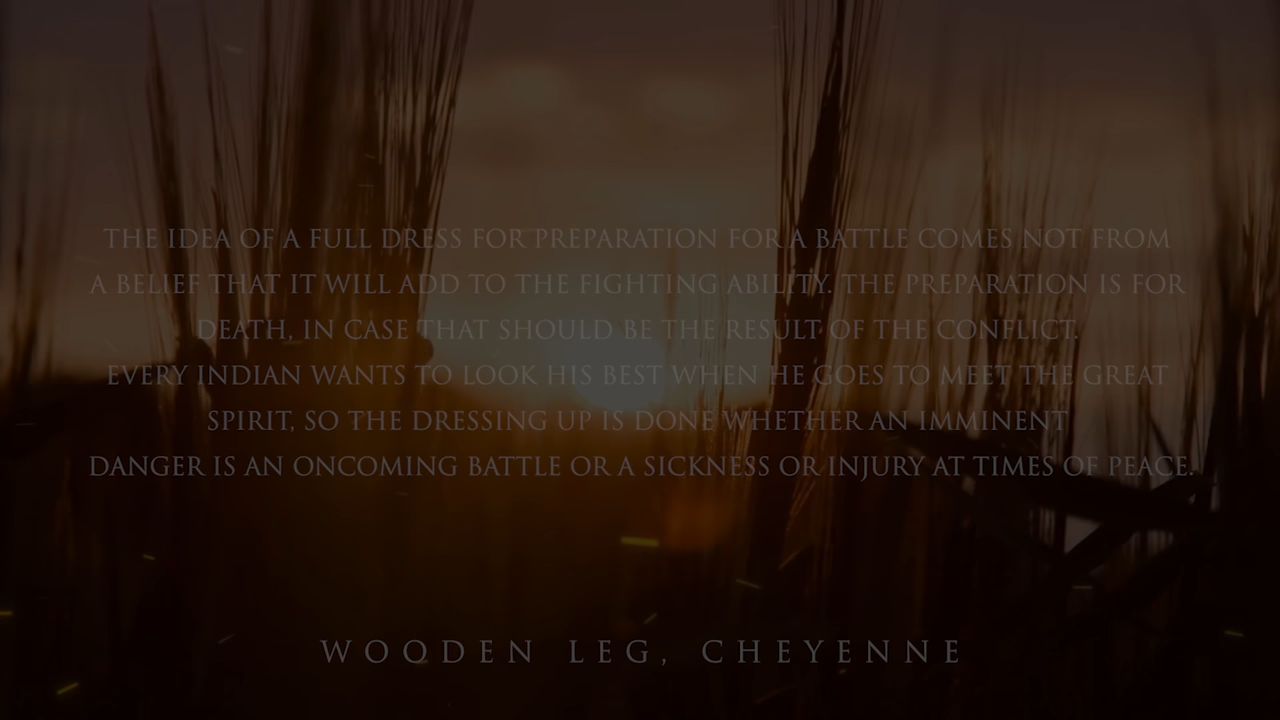 THE IDEA OF A FULL DRESS FOR PREPARATION FOR A BATTLE COMES NOT FROM
A BELIEF THAT IT WILL ADD TO THE FIGHTING ABILITY. THE PREPARATION IS FOR
DEATH, IN CASE THAT SHOULD BE THE RESULT OF THE CONFLICT.
EVERY INDIAN WANTS TO LOOK HIS BEST WHEN HE GOES TO MEET THE GREAT
SPIRIT, SO THE DRESSING UP IS DONE WHETHER AN IMMINENT
DANGER IS AN ONCOMING BATTLE OR A SICKNESS OR INJURY AT TIMES OF PEACE.
WOODEN LEG, CHEYENNE